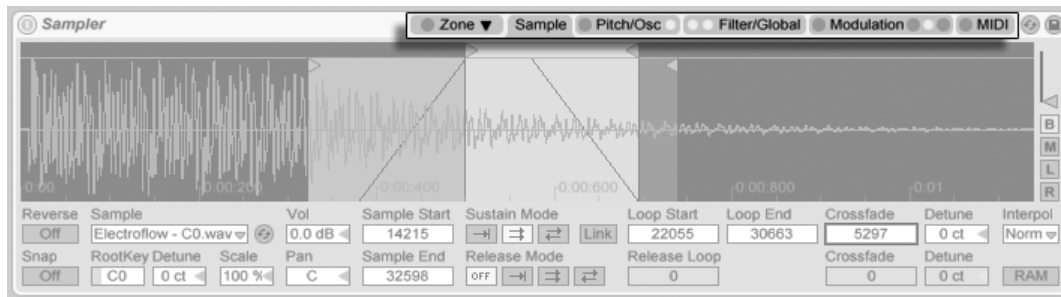 Sampler Zone Sample Pitch/Osc Filter/Global Modulation MIDI
B
M
L
R
0:00 0:00:200 0:00:400 0:00:600 0:00:800 0:01
Reverse Sample Vol Sample Start Sustain Mode Loop Start Loop End Crossfade Detune Interpol
Off Electroflow - C0.wav 0.0 dB 14215 Link 22055 30663 5297 0 ct Norm
Snap RootKey Detune Scale Pan Sample End Release Mode Release Loop Crossfade Detune
Off C0 0 ct 100 % C 32598 OFF 0 0 0 ct RAM